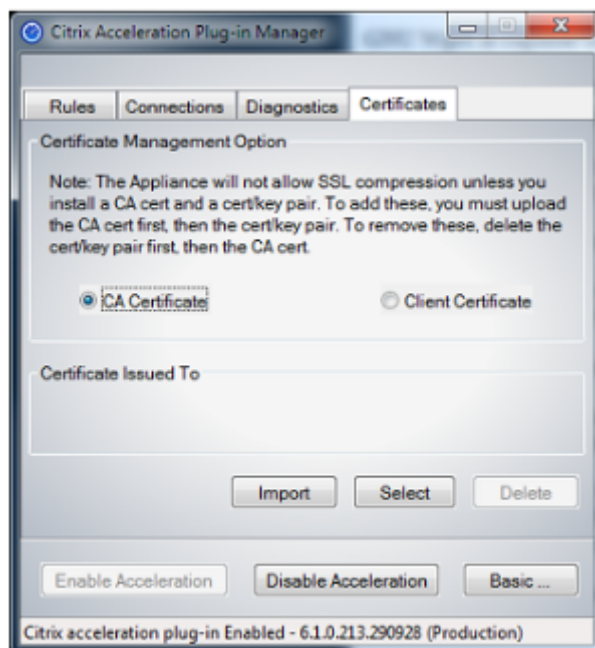 Citrix Acceleration Plug-in Manager
Rules Connections Diagnostics Certificates
Certificate Management Option
Note: The Appliance will not allow SSL compression unless you
install a CA cert and a cert/key pair. To add these, you must upload
the CA cert first, then the cert/key pair. To remove these, delete the
cert/key pair first, then the CA cert.
CA Certificate Client Certificate
Certificate Issued To
Import Select Delete
Enable Acceleration Disable Acceleration Basic ...
Citrix acceleration plug-in Enabled - 6.1.0.213.290928 (Production)